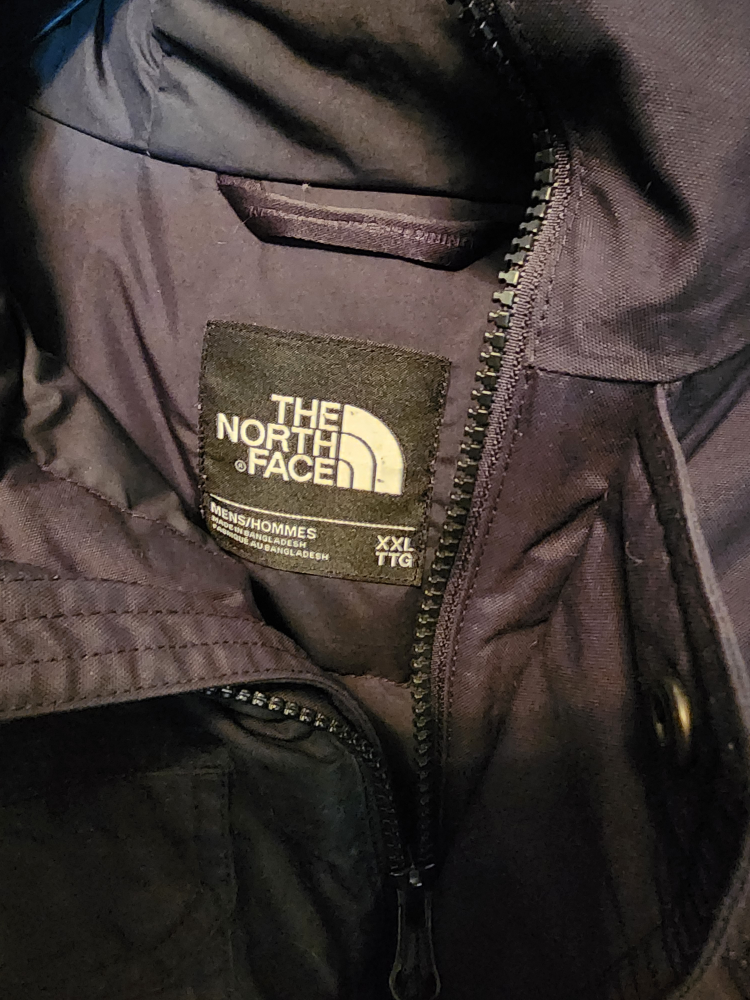 THE
NORTH
FACE
®
MENS/HOMMES
MADE IN BANGLADESH
FABRIQUÉ AU BANGLADESH
XXL
TTG